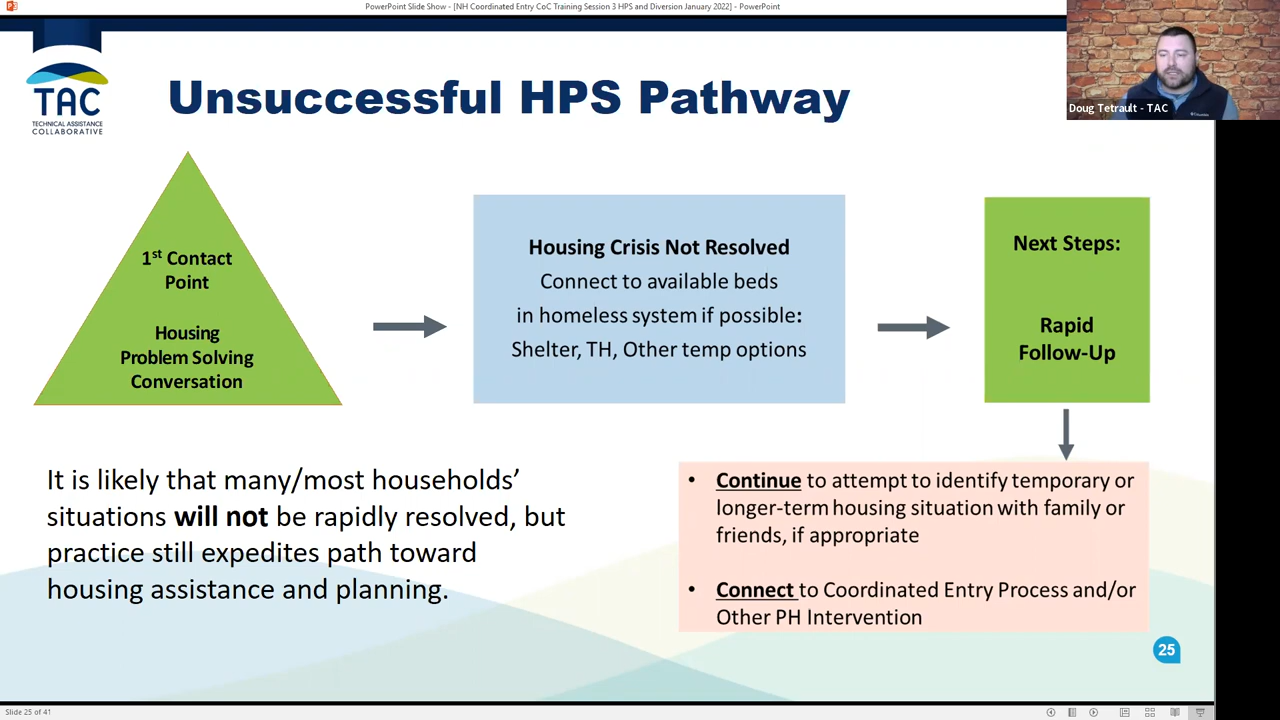 PowerPoint Slide Show - [NH Coordinated Entry CoC Training Session 3 HPS and Diversion January 2022] - PowerPoint
Doug Tetrault - TAC
TAC
TECHNICAL ASSISTANCE
COLLABORATIVE
Unsuccessful HPS Pathway
1st Contact
Point
Housing
Problem Solving
Conversation
Housing Crisis Not Resolved
Connect to available beds
in homeless system if possible:
Shelter, TH, Other temp options
Next Steps:
Rapid
Follow-Up
It is likely that many/most households’
situations will not be rapidly resolved, but
practice still expedites path toward
housing assistance and planning.
• Continue to attempt to identify temporary or
longer-term housing situation with family or
friends, if appropriate
• Connect to Coordinated Entry Process and/or
Other PH Intervention
25
Slide 25 of 41